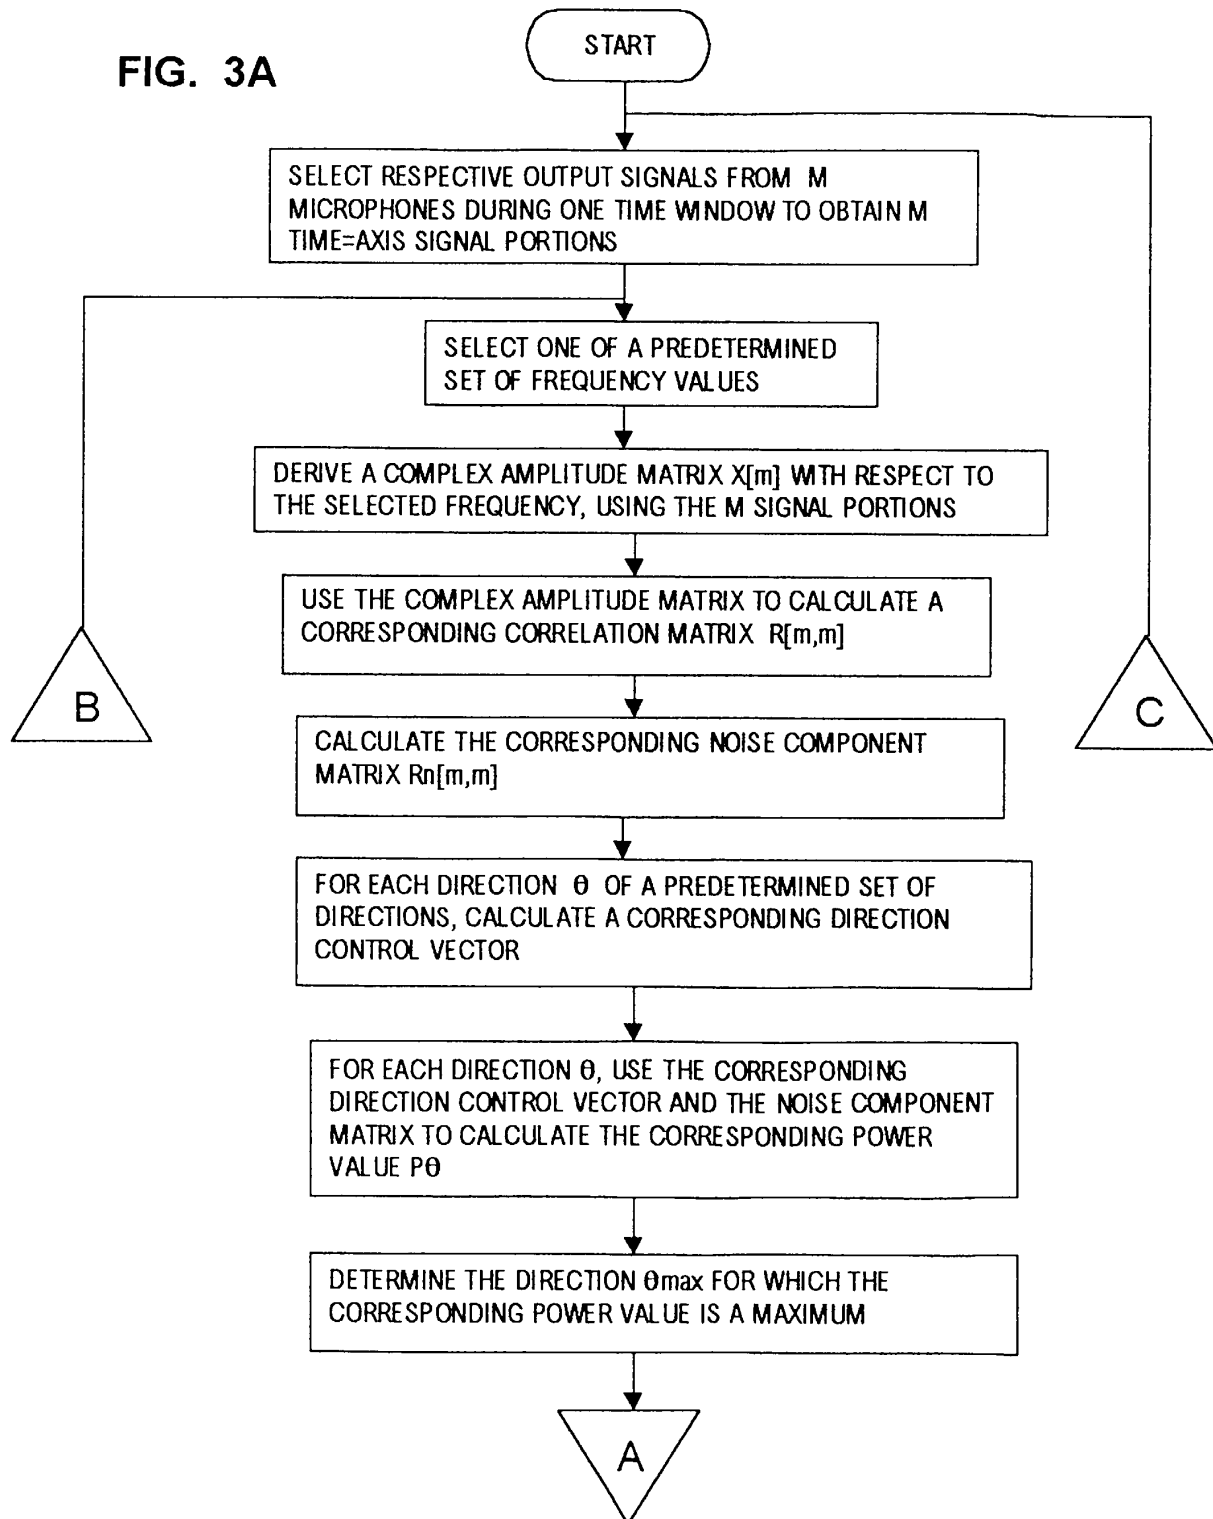 FIG. 3A
START
SELECT RESPECTIVE OUTPUT SIGNALS FROM M
MICROPHONES DURING ONE TIME WINDOW TO OBTAIN M
TIME=AXIS SIGNAL PORTIONS
SELECT ONE OF A PREDETERMINED
SET OF FREQUENCY VALUES
DERIVE A COMPLEX AMPLITUDE MATRIX X[m] WITH RESPECT TO
THE SELECTED FREQUENCY, USING THE M SIGNAL PORTIONS
USE THE COMPLEX AMPLITUDE MATRIX TO CALCULATE A
CORRESPONDING CORRELATION MATRIX R[m,m]
B
C
CALCULATE THE CORRESPONDING NOISE COMPONENT
MATRIX Rn[m,m]
FOR EACH DIRECTION θ OF A PREDETERMINED SET OF
DIRECTIONS, CALCULATE A CORRESPONDING DIRECTION
CONTROL VECTOR
FOR EACH DIRECTION θ, USE THE CORRESPONDING
DIRECTION CONTROL VECTOR AND THE NOISE COMPONENT
MATRIX TO CALCULATE THE CORRESPONDING POWER
VALUE Pθ
DETERMINE THE DIRECTION θmax FOR WHICH THE
CORRESPONDING POWER VALUE IS A MAXIMUM
A